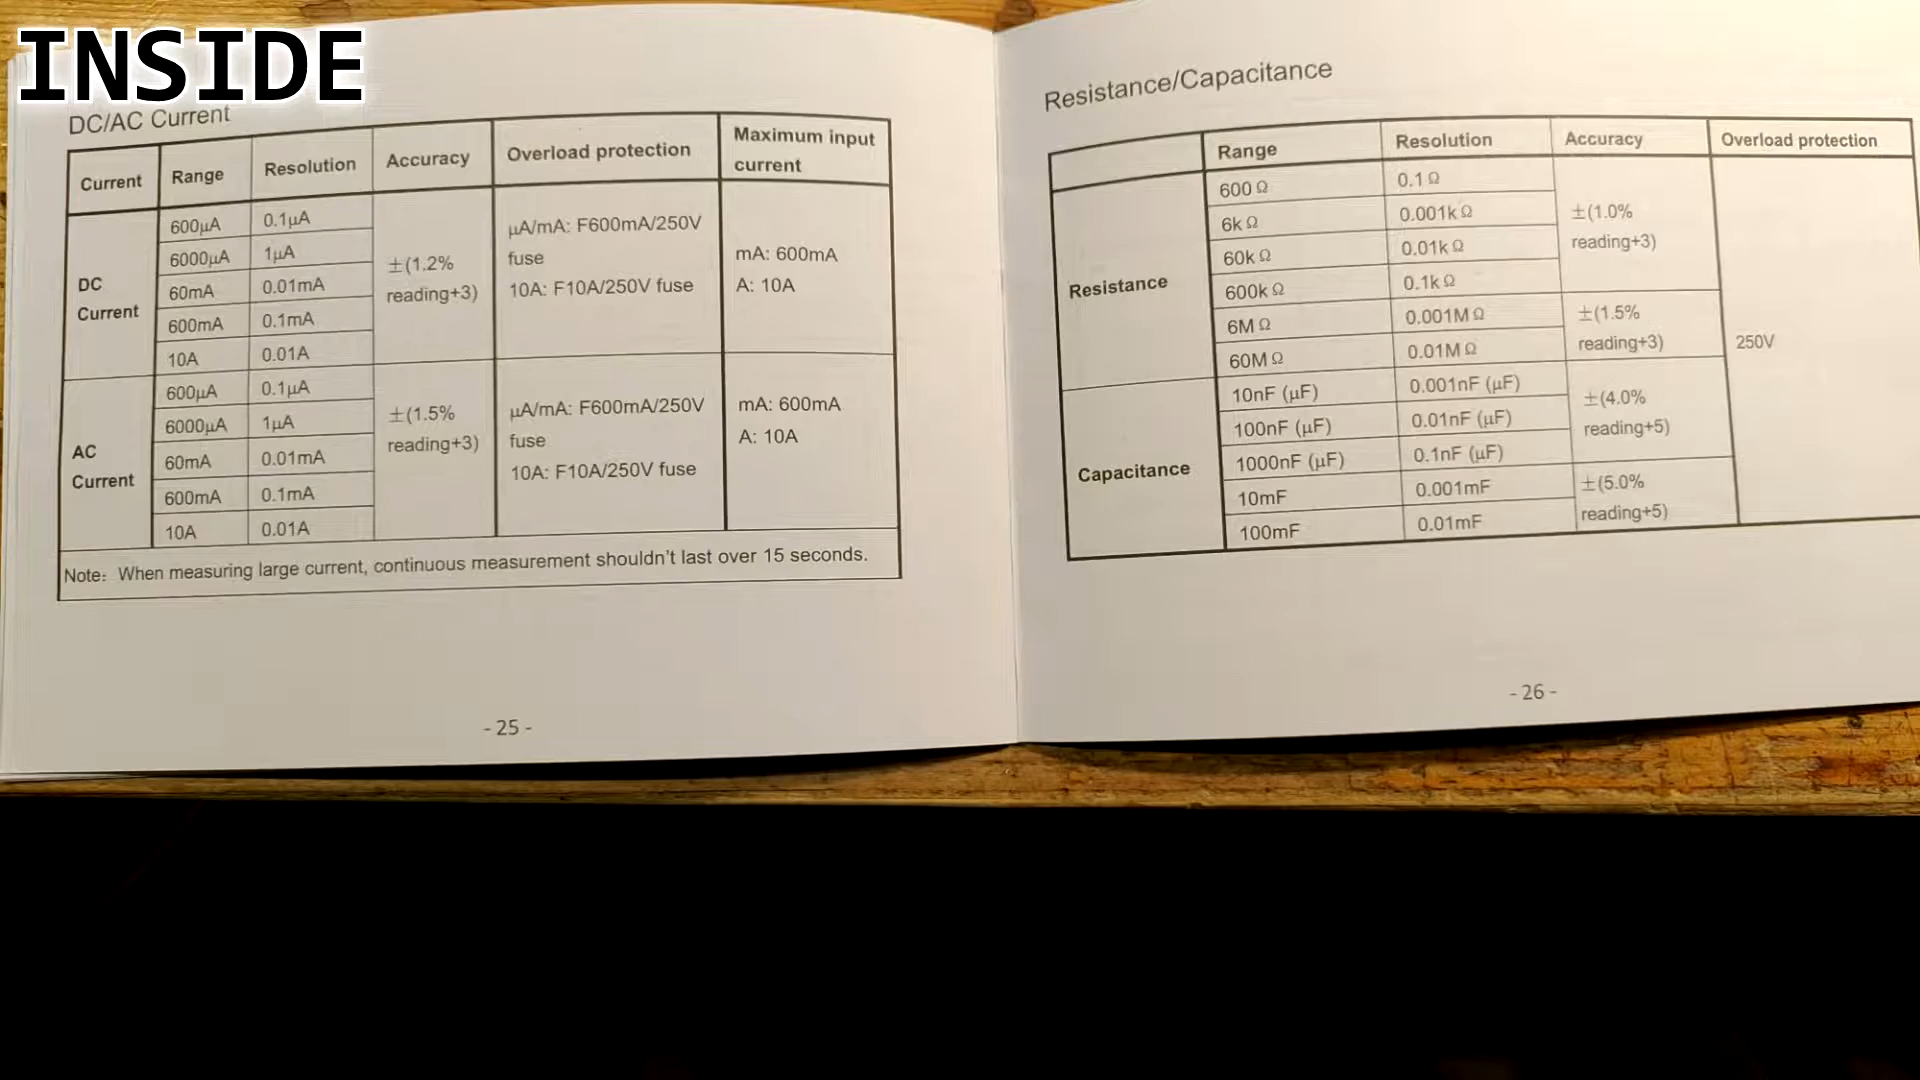 INSIDE
DC/AC Current
Current Range Resolution Accuracy Overload protection Maximum input current
DC Current
600μA 0.1μA
6000μA 1μA
60mA 0.01mA
600mA 0.1mA
10A 0.01A
±(1.2%
reading+3)
μA/mA: F600mA/250V
fuse
10A: F10A/250V fuse
mA: 600mA
A: 10A
AC Current
600μA 0.1μA
6000μA 1μA
60mA 0.01mA
600mA 0.1mA
10A 0.01A
±(1.5%
reading+3)
μA/mA: F600mA/250V
fuse
10A: F10A/250V fuse
mA: 600mA
A: 10A
Note: When measuring large current, continuous measurement shouldn't last over 15 seconds.
- 25 -
Resistance/Capacitance
Range Resolution Accuracy Overload protection
Resistance
600Ω 0.1Ω
6kΩ 0.001kΩ
60kΩ 0.01kΩ
600kΩ 0.1kΩ
±(1.0%
reading+3)
6MΩ 0.001MΩ
60MΩ 0.01MΩ
±(1.5%
reading+3)
250V
Capacitance
10nF (μF) 0.001nF (μF)
100nF (μF) 0.01nF (μF)
1000nF (μF) 0.1nF (μF)
±(4.0%
reading+5)
10mF 0.001mF
100mF 0.01mF
±(5.0%
reading+5)
- 26 -